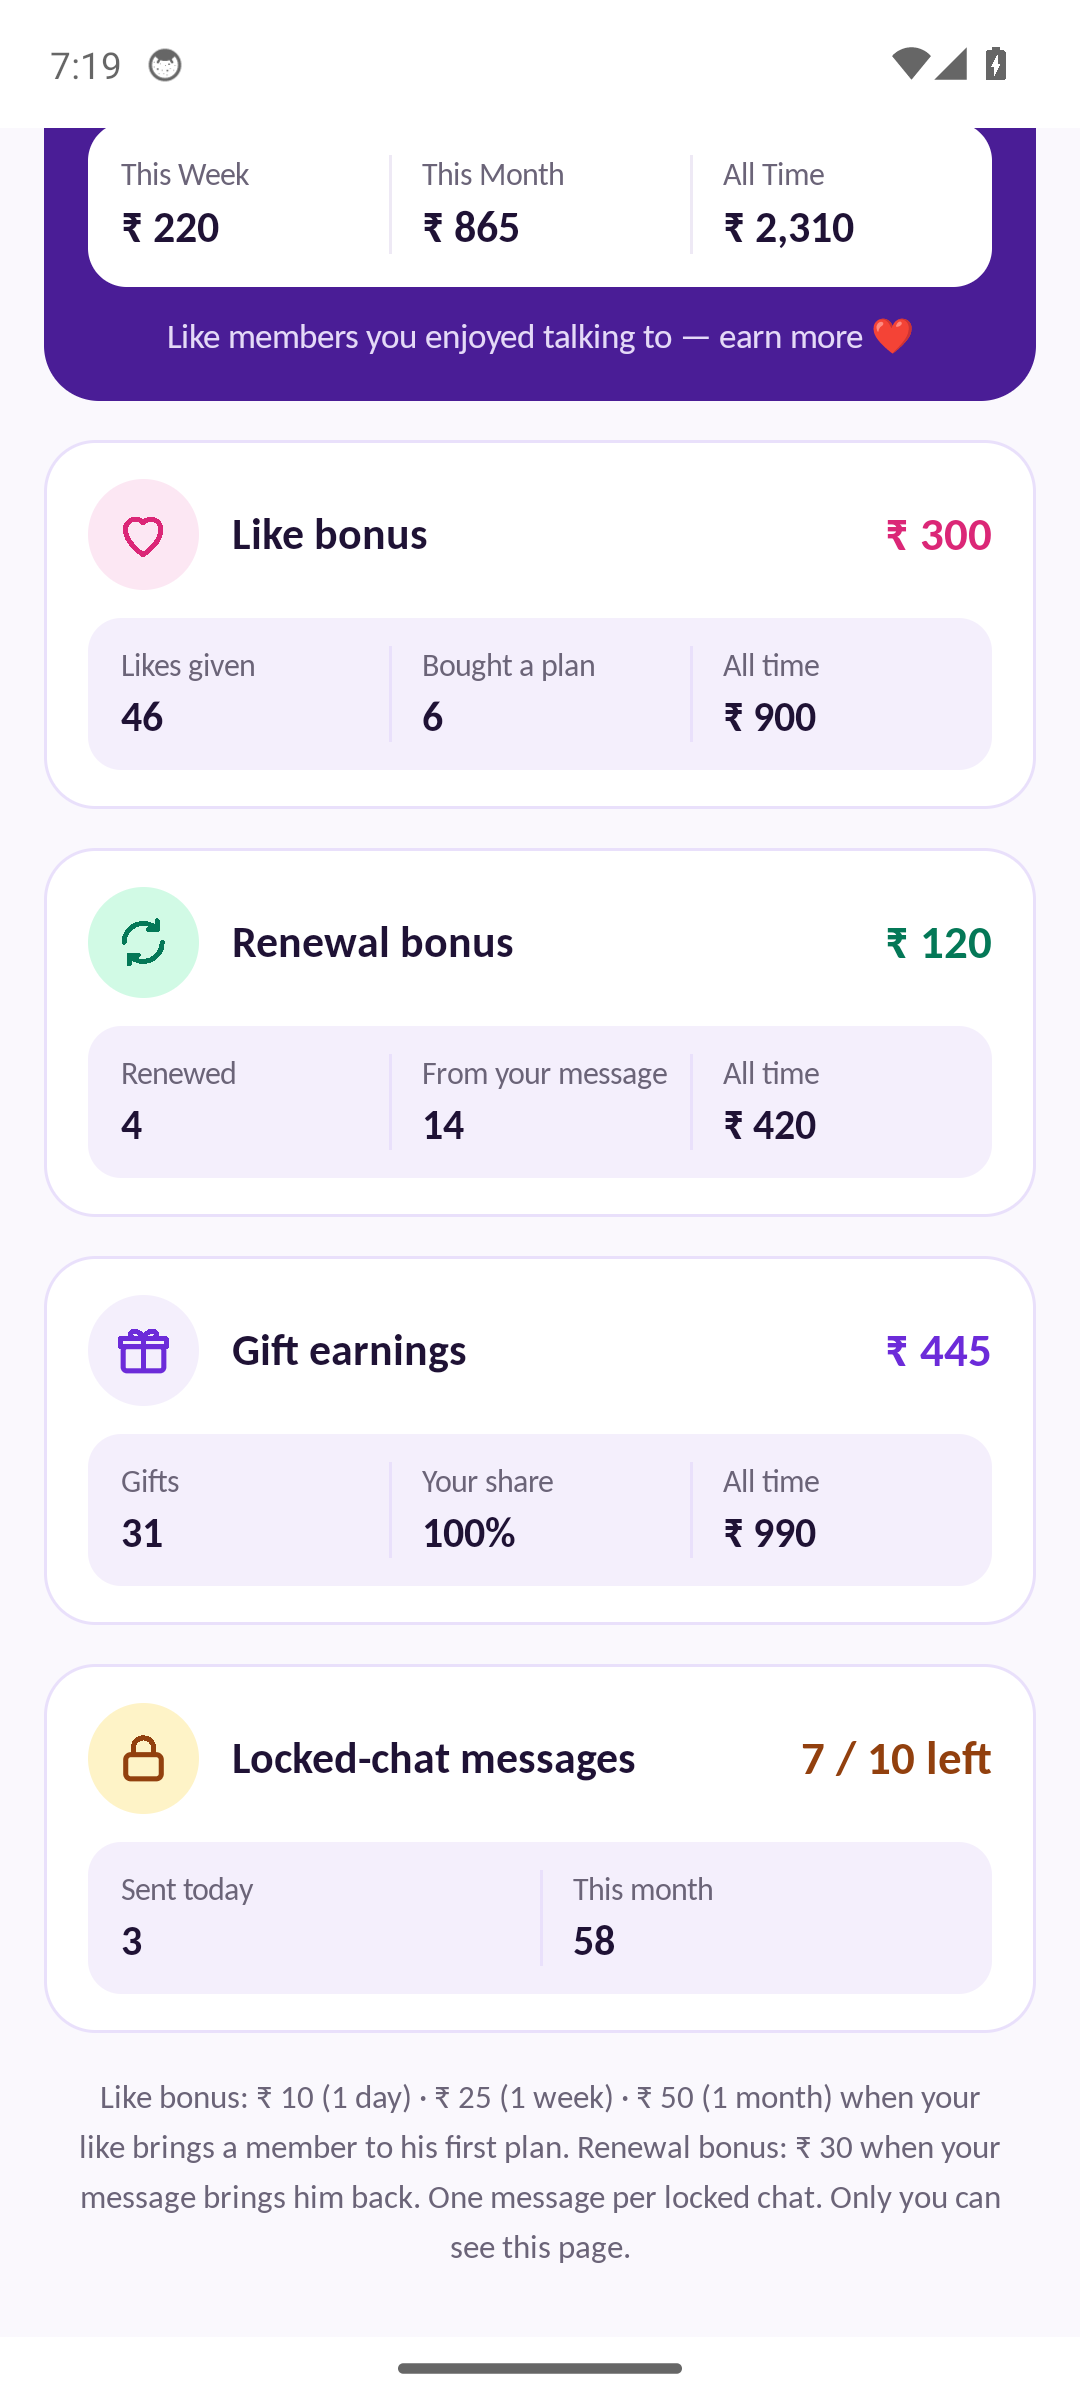 7:19
This Week
This Month
All Time
₹ 220
₹ 865
₹ 2,310
Like members you enjoyed talking to — earn more ❤️
Like bonus
₹ 300
Likes given
Bought a plan
All time
46
6
₹ 900
Renewal bonus
₹ 120
Renewed
From your message
All time
4
14
₹ 420
Gift earnings
₹ 445
Gifts
Your share
All time
31
100%
₹ 990
Locked-chat messages
7 / 10 left
Sent today
This month
3
58
Like bonus: ₹ 10 (1 day) · ₹ 25 (1 week) · ₹ 50 (1 month) when your
like brings a member to his first plan. Renewal bonus: ₹ 30 when your
message brings him back. One message per locked chat. Only you can
see this page.